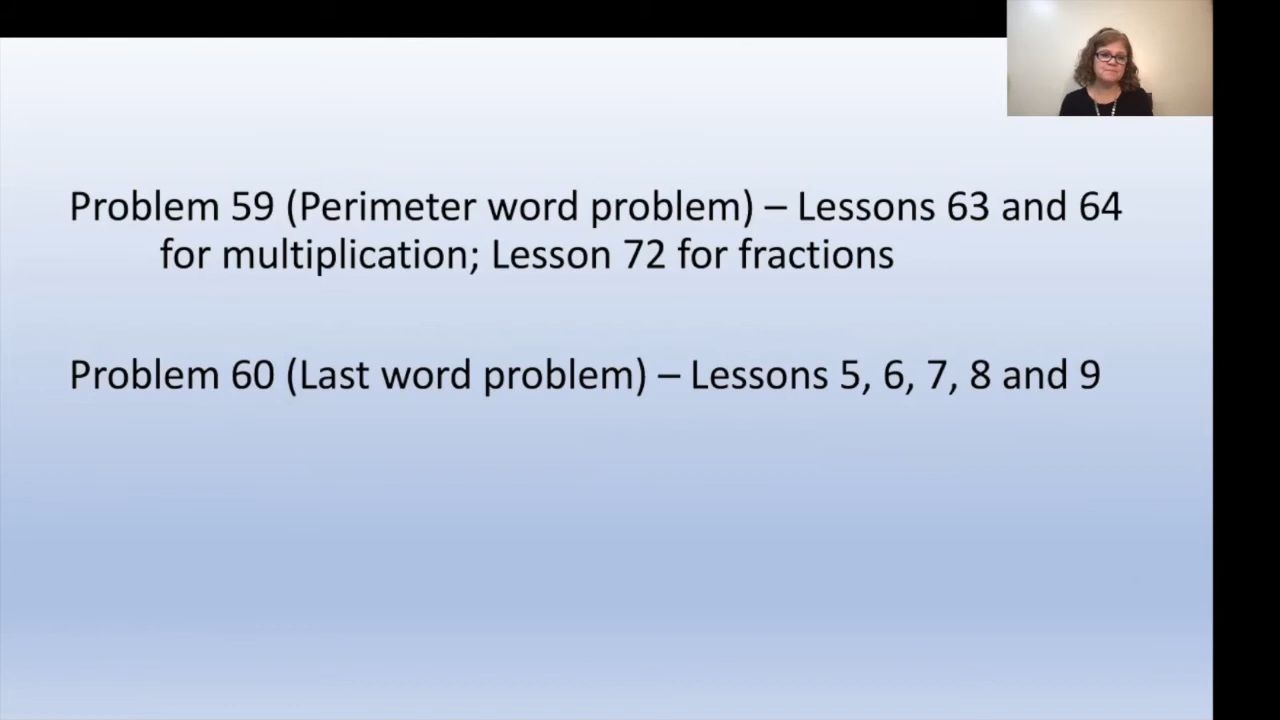 Problem 59 (Perimeter word problem) – Lessons 63 and 64
for multiplication; Lesson 72 for fractions
Problem 60 (Last word problem) – Lessons 5, 6, 7, 8 and 9